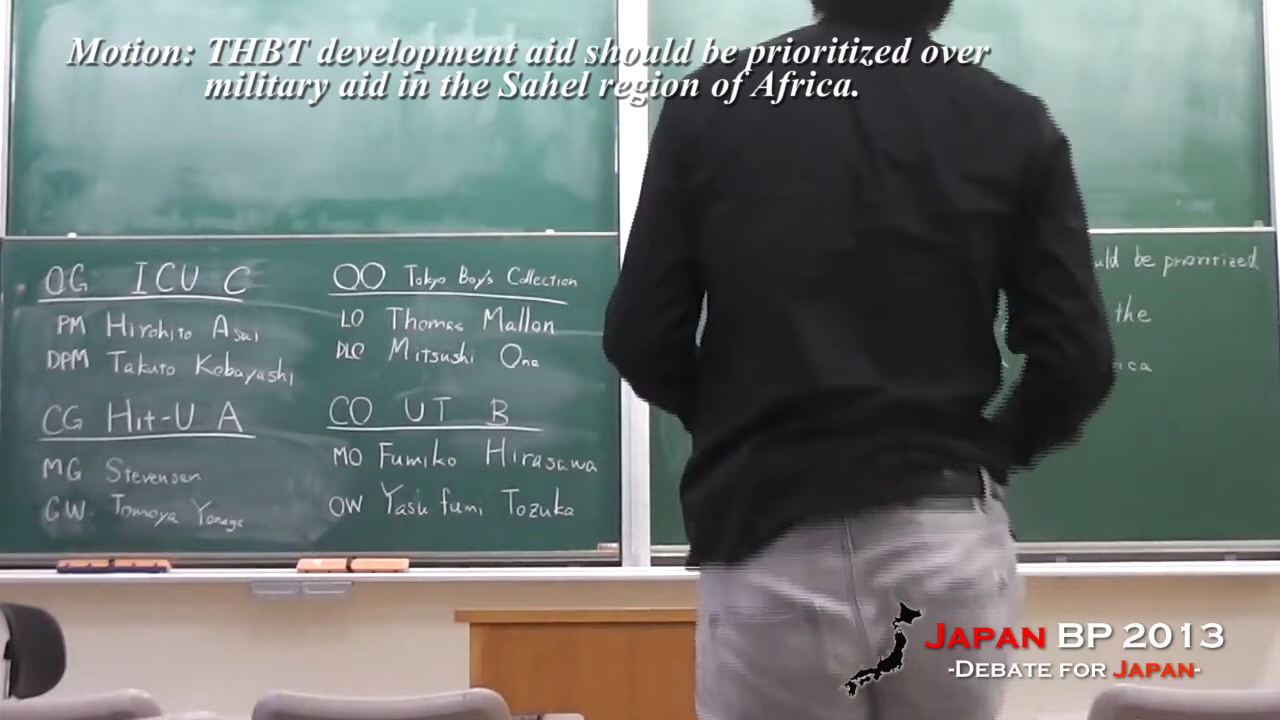 Motion: THBT development aid should be prioritized over
military aid in the Sahel region of Africa.
OG ICU C
PM Hirohito Asai
DPM Takuto Kobayashi
CG Hit-U A
MG Stevensen
GW Tomoya Yonaga
OO Tokyo Boy's Collection
LO Thomas Mallon
DLO Mitsushi Ono
CO UT B
MO Fumiko Hirasawa
OW Yasufumi Tozuka
uld be prioritized
the
ica
JAPAN BP 2013
-DEBATE FOR JAPAN-